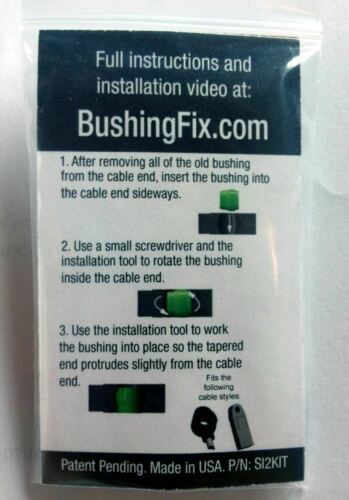 Full instructions and
installation video at:
BushingFix.com
1. After removing all of the old bushing
from the cable end, insert the bushing into
the cable end sideways.
2. Use a small screwdriver and the
installation tool to rotate the bushing
inside the cable end.
3. Use the installation tool to work
the bushing into place so the tapered
end protrudes slightly from the cable
end.
Fits the
following
cable styles
Patent Pending. Made in USA. P/N: SI2KIT